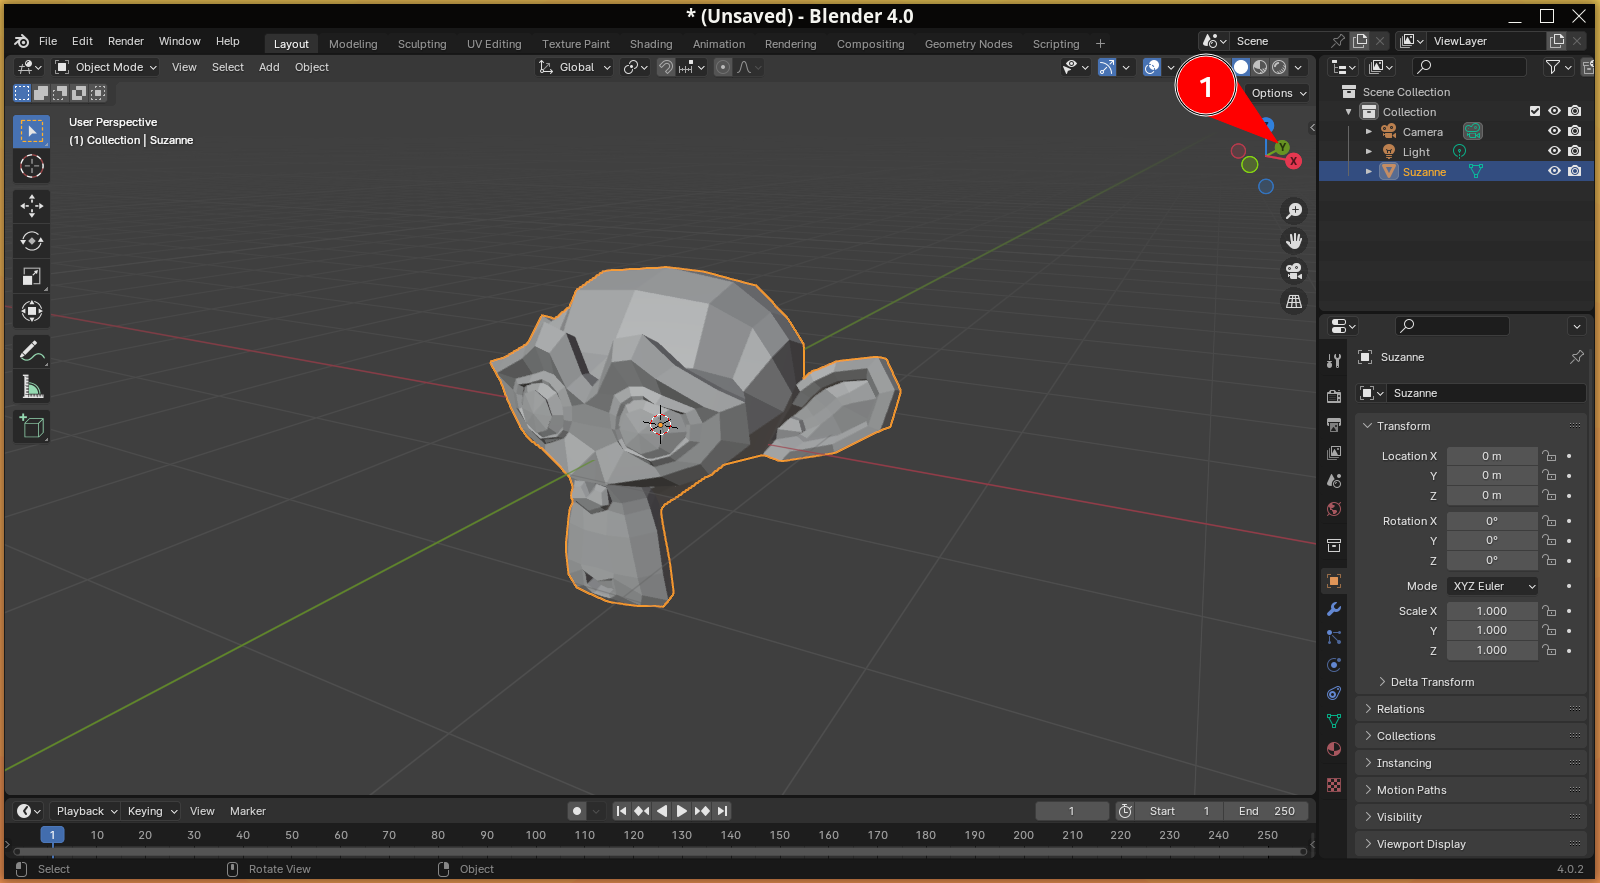 * (Unsaved) - Blender 4.0
File Edit Render Window Help Layout Modeling Sculpting UV Editing Texture Paint Shading Animation Rendering Compositing Geometry Nodes Scripting + Scene ViewLayer
Object Mode View Select Add Object Global
1
Options
User Perspective
(1) Collection | Suzanne
Y
X
Scene Collection
Collection
Camera
Light
Suzanne
Suzanne
Suzanne
Transform
Location X 0 m
Y 0 m
Z 0 m
Rotation X 0°
Y 0°
Z 0°
Mode XYZ Euler
Scale X 1.000
Y 1.000
Z 1.000
Delta Transform
Relations
Collections
Instancing
Motion Paths
Visibility
Viewport Display
Playback Keying View Marker 1 Start 1 End 250
1 10 20 30 40 50 60 70 80 90 100 110 120 130 140 150 160 170 180 190 200 210 220 230 240 250
Select Rotate View Object 4.0.2